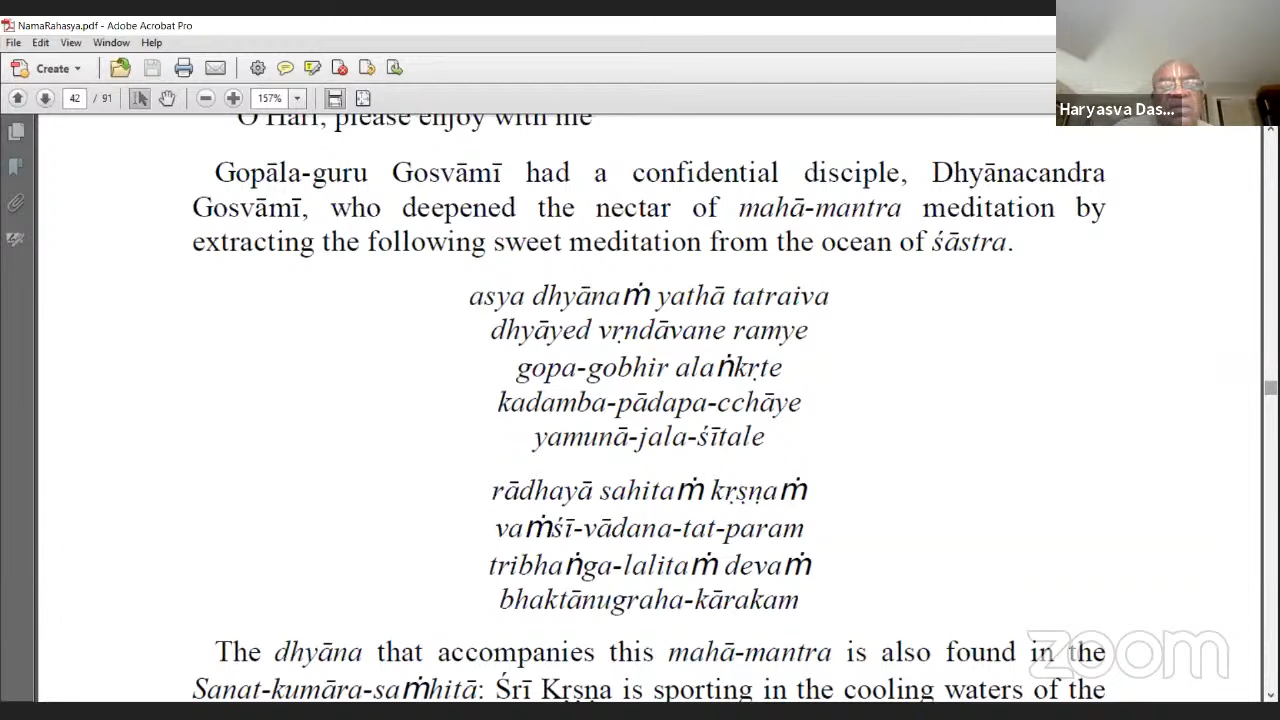 NamaRahasya.pdf - Adobe Acrobat Pro
File Edit View Window Help
Create
42 / 91 157%
Haryasva Das...
O Hari, please enjoy with me
Gopāla-guru Gosvāmī had a confidential disciple, Dhyānacandra
Gosvāmī, who deepened the nectar of mahā-mantra meditation by
extracting the following sweet meditation from the ocean of śāstra.
asya dhyānaṁ yathā tatraiva
dhyāyed vṛndāvane ramye
gopa-gobhir alaṅkṛte
kadamba-pādapa-cchāye
yamunā-jala-śītale
rādhayā sahitaṁ kṛṣṇaṁ
vaṁśī-vādana-tat-param
tribhaṅga-lalitaṁ devaṁ
bhaktānugraha-kārakam
The dhyāna that accompanies this mahā-mantra is also found in the
Sanat-kumāra-saṁhitā: Śrī Kṛṣṇa is sporting in the cooling waters of the
zoom